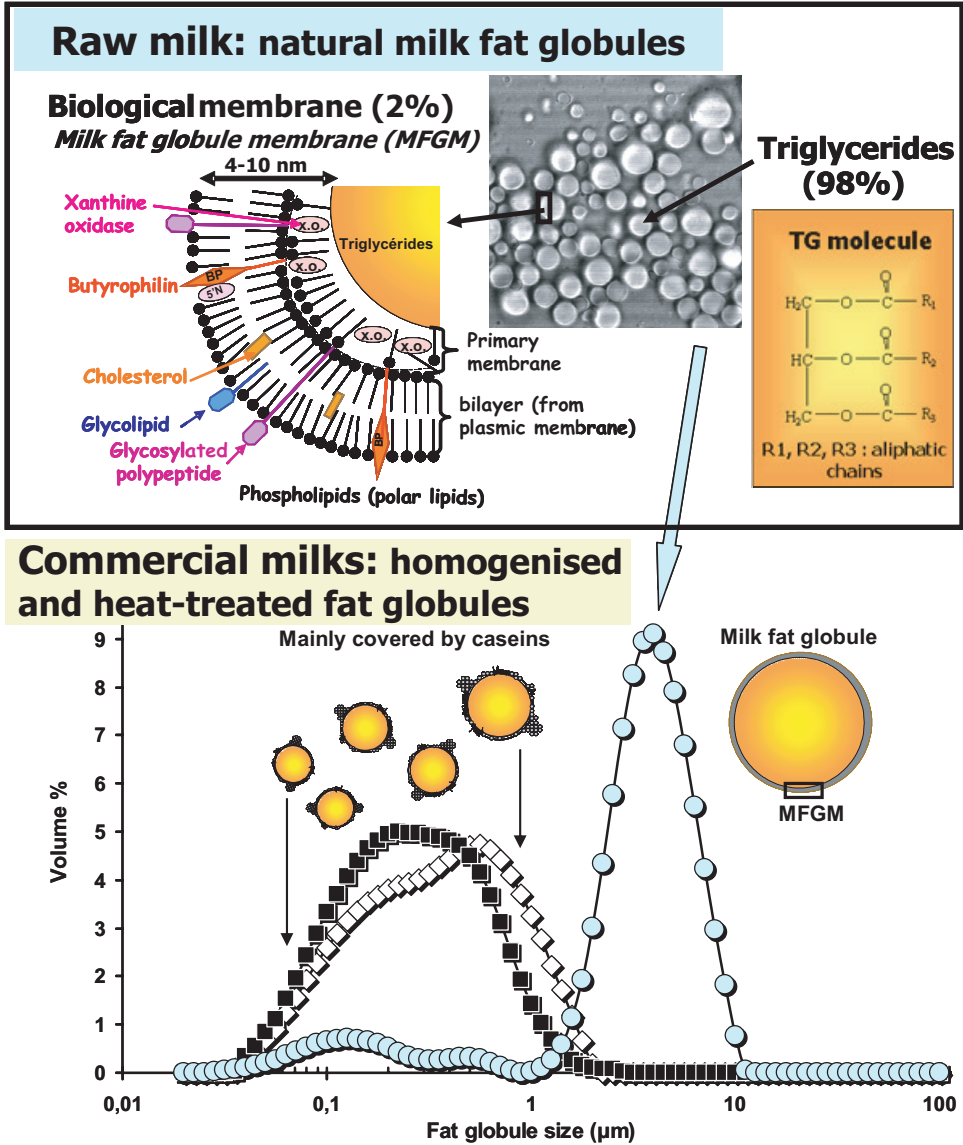 Raw milk: natural milk fat globules
Biological membrane (2%)
Milk fat globule membrane (MFGM)
4-10 nm
Xanthine
oxidase
x.o.
Triglycérides
Triglycerides
(98%)
x.o.
BP
Butyrophilin
5'N
x.o.
x.o.
Primary
membrane
Cholesterol
Glycolipid
bilayer (from
plasmic membrane)
BP
Glycosylated
polypeptide
Phospholipids (polar lipids)
TG molecule
O
H₂C O C R₁
O
HC O C R₂
O
H₂C O C R₃
R1, R2, R3 : aliphatic
chains
Commercial milks: homogenised
and heat-treated fat globules
Mainly covered by caseins
Milk fat globule
MFGM
Volume %
9
8
7
6
5
4
3
2
1
0
0,01 0,1 1 10 100
Fat globule size (µm)